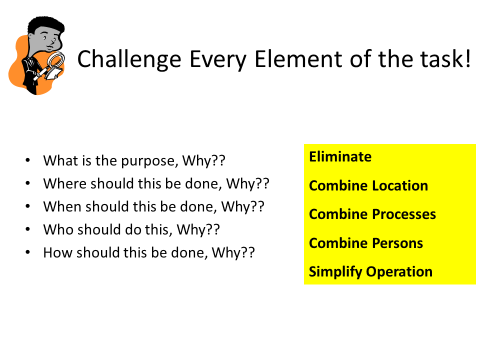 Challenge Every Element of the task!
• What is the purpose, Why??
• Where should this be done, Why??
• When should this be done, Why??
• Who should do this, Why??
• How should this be done, Why??
Eliminate
Combine Location
Combine Processes
Combine Persons
Simplify Operation